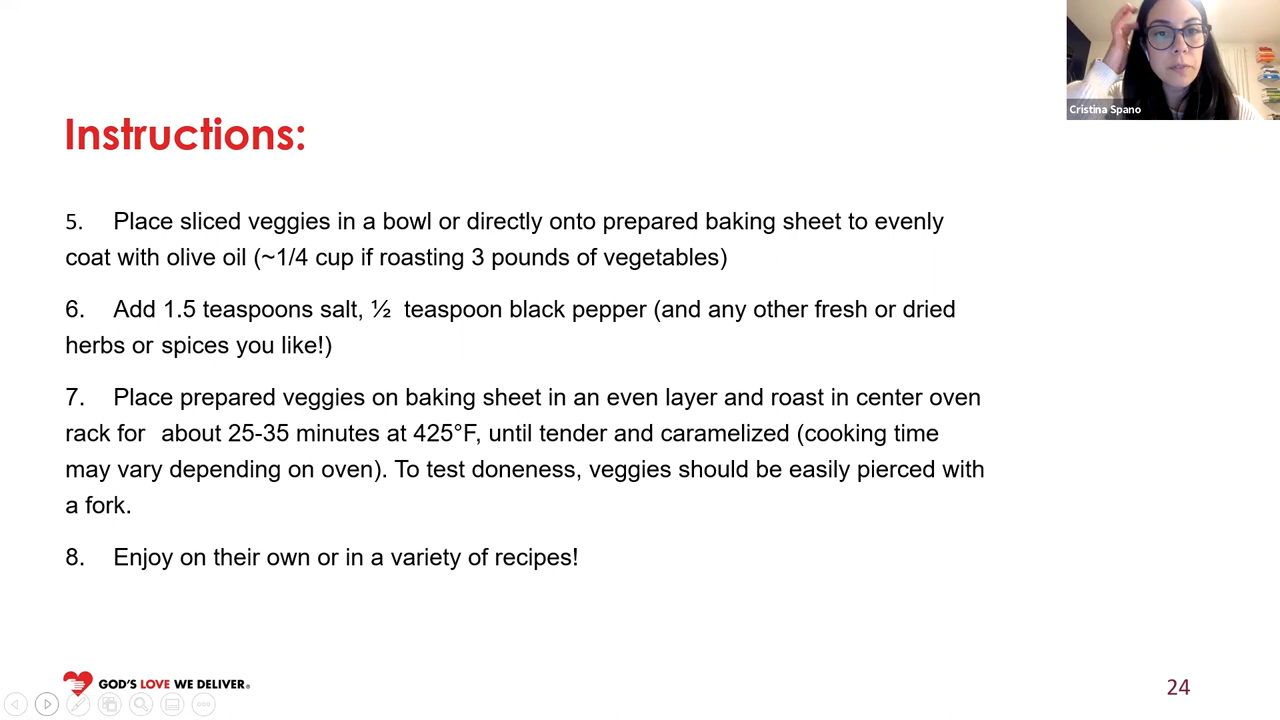 Cristina Spano
Instructions:
5. Place sliced veggies in a bowl or directly onto prepared baking sheet to evenly
coat with olive oil (~1/4 cup if roasting 3 pounds of vegetables)
6. Add 1.5 teaspoons salt, ½ teaspoon black pepper (and any other fresh or dried
herbs or spices you like!)
7. Place prepared veggies on baking sheet in an even layer and roast in center oven
rack for about 25-35 minutes at 425°F, until tender and caramelized (cooking time
may vary depending on oven). To test doneness, veggies should be easily pierced with
a fork.
8. Enjoy on their own or in a variety of recipes!
GOD'S LOVE WE DELIVER®
24